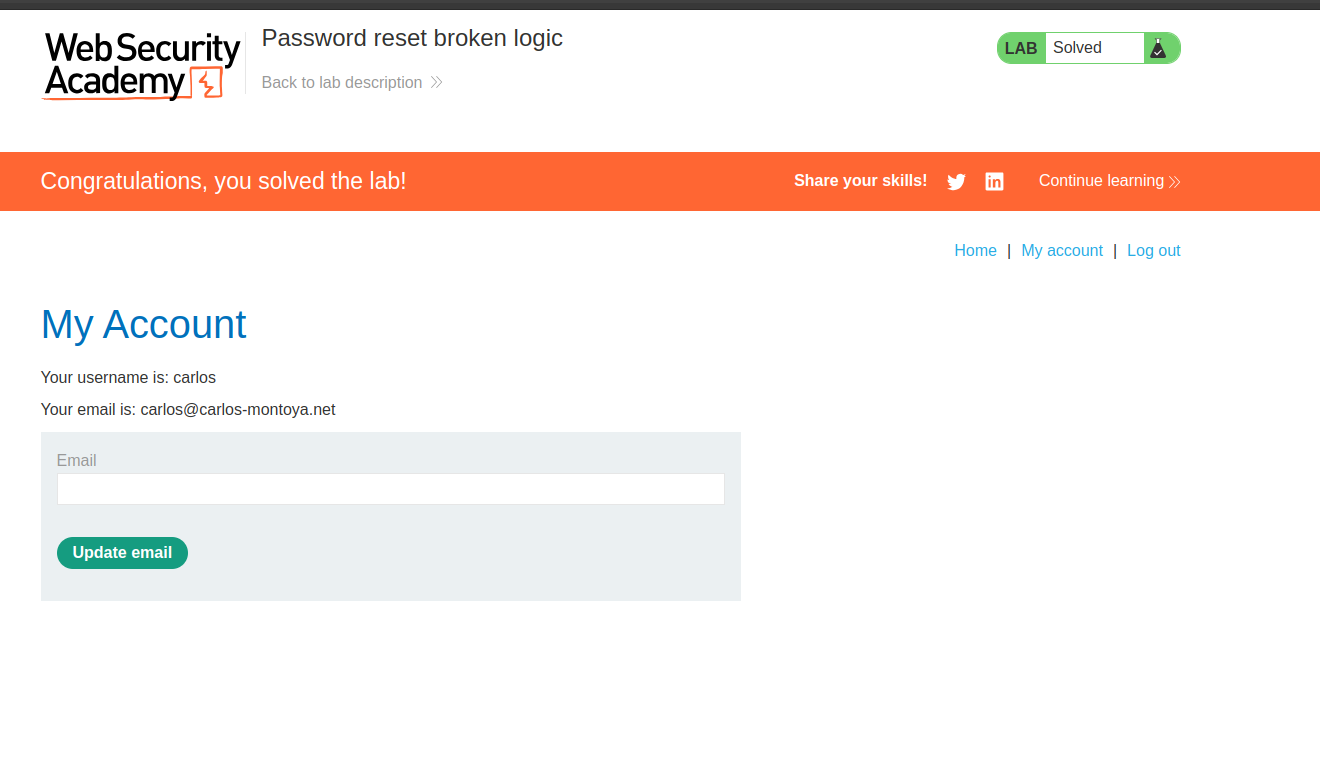 Web Security
Academy
Password reset broken logic
Back to lab description
LAB Solved
Congratulations, you solved the lab!
Share your skills!
in
Continue learning
Home | My account | Log out
My Account
Your username is: carlos
Your email is: carlos@carlos-montoya.net
Email
Update email